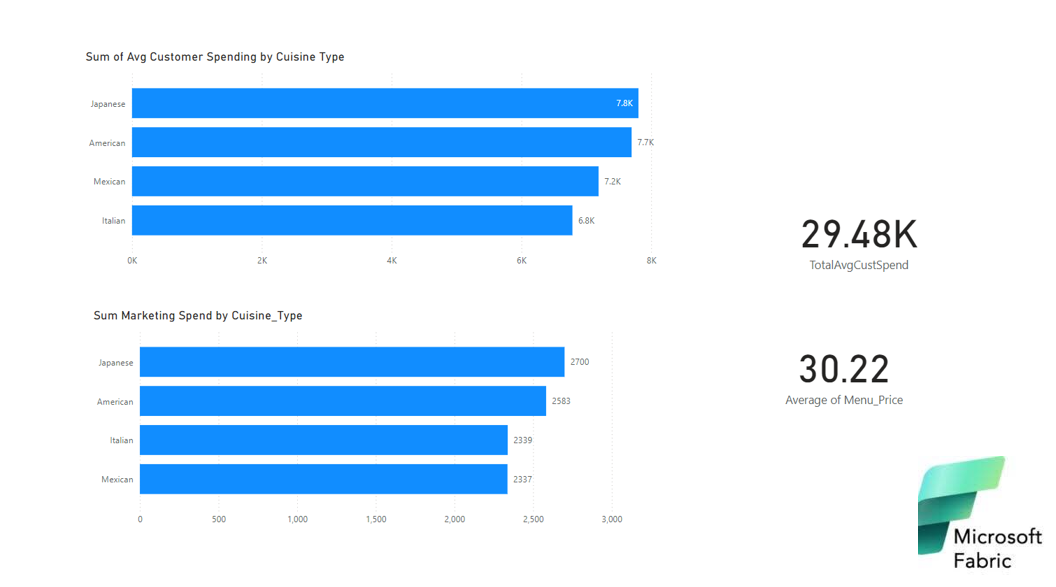 Sum of Avg Customer Spending by Cuisine Type
Japanese 7.8K
American 7.7K
Mexican 7.2K
Italian 6.8K
0K 2K 4K 6K 8K
29.48K
TotalAvgCustSpend
Sum Marketing Spend by Cuisine_Type
Japanese 2700
American 2583
Italian 2339
Mexican 2337
0 500 1,000 1,500 2,000 2,500 3,000
30.22
Average of Menu_Price
Microsoft
Fabric